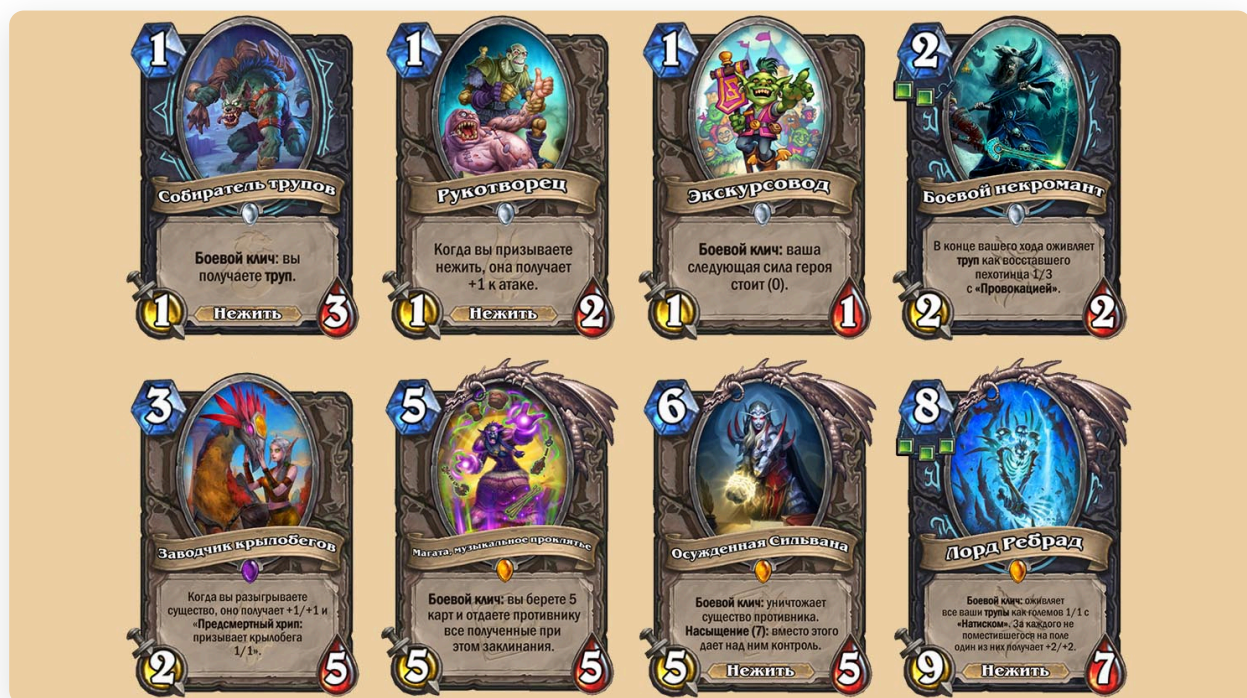 1
Собиратель трупов
Боевой клич: вы
получаете труп.
1
Нежить
3
1
Рукотворец
Когда вы призываете
нежить, она получает
+1 к атаке.
1
Нежить
2
1
Экскурсовод
Боевой клич: ваша
следующая сила героя
стоит (0).
1
1
2
Боевой некромант
В конце вашего хода оживляет
труп как восставшего
пехотинца 1/3
с «Провокацией».
2
2
3
Заводчик крылобегов
Когда вы разыгрываете
существо, оно получает +1/+1 и
«Предсмертный хрип:
призывает крылобега
1/1».
2
5
5
Магата, музыкальное проклятье
Боевой клич: вы берете 5
карт и отдаете противнику
все полученные при
этом заклинания.
5
5
6
Осужденная Сильвана
Боевой клич: уничтожает
существо противника.
Насыщение (7): вместо этого
дает над ним контроль.
5
Нежить
5
8
Лорд Ребрад
Боевой клич: оживляет
все ваши трупы как големов 1/1 с
«Натиском». За каждого не
поместившегося на поле
один из них получает +2/+2.
9
Нежить
7